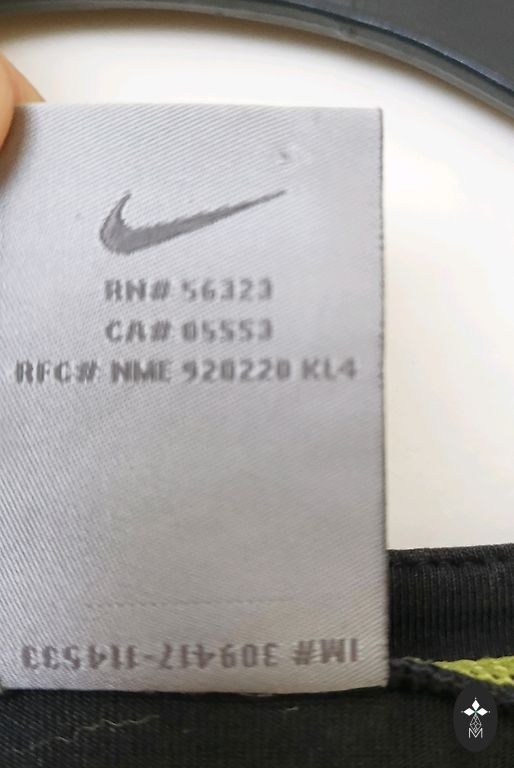 RN# 56323
CA# 05553
RFC# NME 920220 KL4
IM# 309417-114533
M